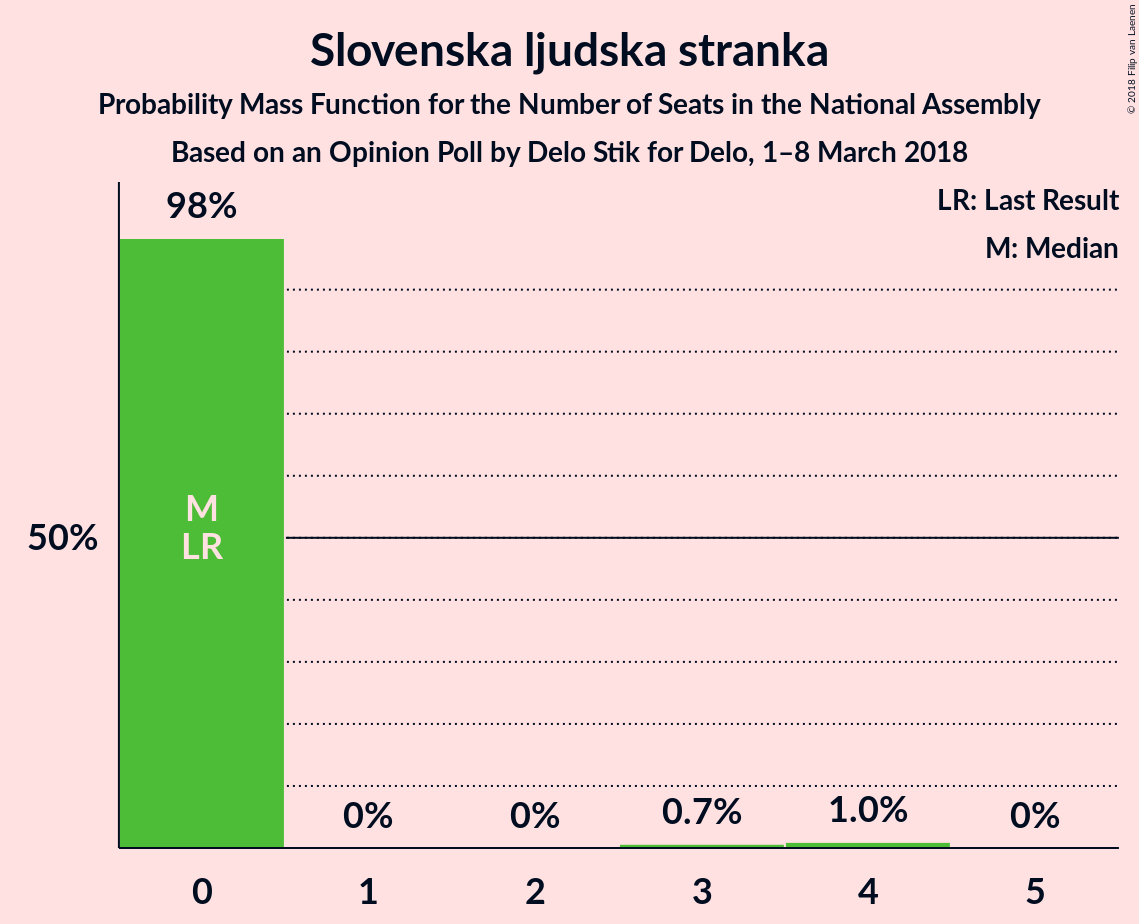 Slovenska ljudska stranka
Probability Mass Function for the Number of Seats in the National Assembly
Based on an Opinion Poll by Delo Stik for Delo, 1–8 March 2018
© 2018 Filip van Laenen
LR: Last Result
M: Median
98%
M
LR
50%
0%
0%
0.7%
1.0%
0%
0
1
2
3
4
5